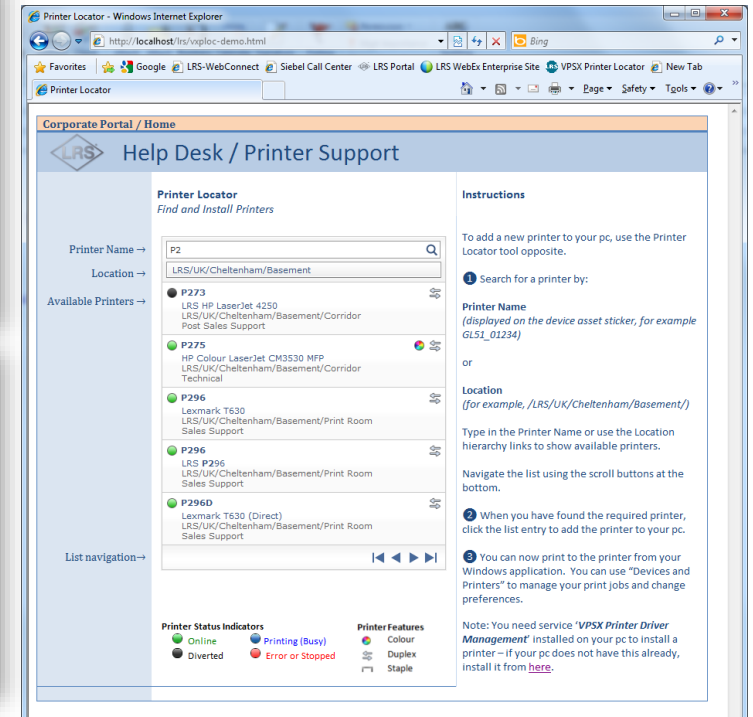 Printer Locator - Windows Internet Explorer
http://localhost/lrs/vxploc-demo.html
Bing
Favorites Google LRS-WebConnect Siebel Call Center LRS Portal LRS WebEx Enterprise Site VPSX Printer Locator New Tab
Printer Locator
Page Safety Tools
Corporate Portal / Home
LRS Help Desk / Printer Support
Printer Locator
Find and Install Printers
Printer Name →
P2
Location →
LRS/UK/Cheltenham/Basement
Available Printers →
P273
LRS HP LaserJet 4250
LRS/UK/Cheltenham/Basement/Corridor
Post Sales Support
P275
HP Colour LaserJet CM3530 MFP
LRS/UK/Cheltenham/Basement/Corridor
Technical
P296
Lexmark T630
LRS/UK/Cheltenham/Basement/Print Room
Sales Support
P296
LRS P296
LRS/UK/Cheltenham/Basement/Print Room
Sales Support
P296D
Lexmark T630 (Direct)
LRS/UK/Cheltenham/Basement/Print Room
Sales Support
List navigation→
Printer Status Indicators
Online Printing (Busy)
Diverted Error or Stopped
Printer Features
Colour
Duplex
Staple
Instructions
To add a new printer to your pc, use the Printer
Locator tool opposite.
1 Search for a printer by:
Printer Name
(displayed on the device asset sticker, for example
GL51_01234)
or
Location
(for example, /LRS/UK/Cheltenham/Basement/)
Type in the Printer Name or use the Location
hierarchy links to show available printers.
Navigate the list using the scroll buttons at the
bottom.
2 When you have found the required printer,
click the list entry to add the printer to your pc.
3 You can now print to the printer from your
Windows application. You can use “Devices and
Printers” to manage your print jobs and change
preferences.
Note: You need service ‘VPSX Printer Driver
Management’ installed on your pc to install a
printer – if your pc does not have this already,
install it from here.